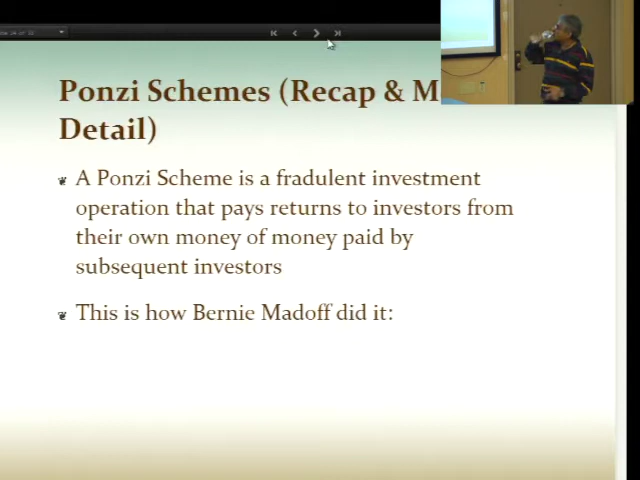 Ponzi Schemes (Recap & M
Detail)
A Ponzi Scheme is a fradulent investment
operation that pays returns to investors from
their own money of money paid by
subsequent investors
This is how Bernie Madoff did it: